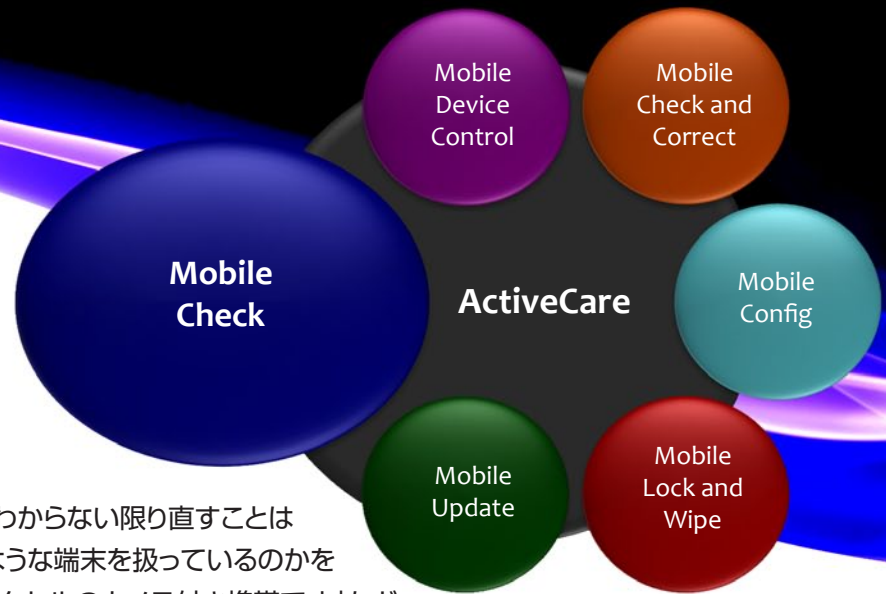 Mobile
Device
Control
Mobile
Check and
Correct
Mobile
Check
ActiveCare
Mobile
Config
Mobile
Update
Mobile
Lock and
Wipe
わからない限り直すことは
ような端末を扱っているのかを